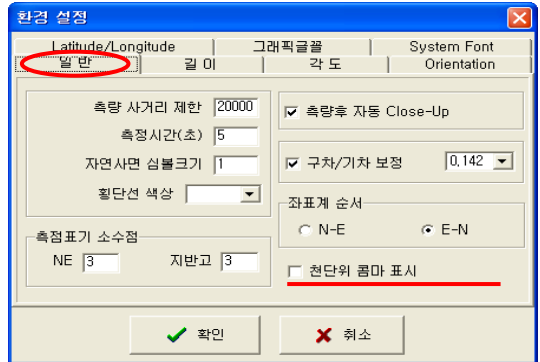 환경 설정
Latitude/Longitude 그래픽글꼴 System Font
일 반 길 이 각 도 Orientation
측량 사거리 제한 20000
측정시간(초) 5
자연사면 심볼크기 1
횡단선 색상
측점표기 소수점
NE 3 지반고 3
측량후 자동 Close-Up
구차/기차 보정 0,142
좌표계 순서
N-E E-N
천단위 콤마 표시
확인 취소